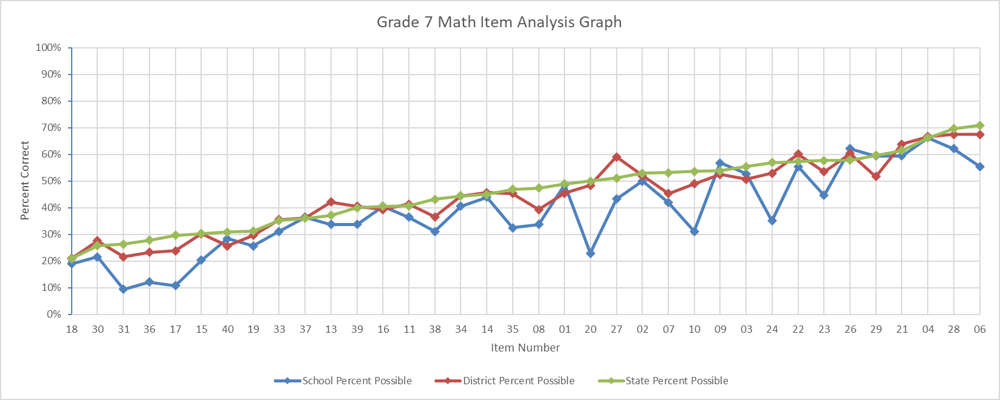 Grade 7 Math Item Analysis Graph
100%
90%
80%
70%
60%
50%
40%
30%
20%
10%
0%
Percent Correct
18 30 31 36 17 15 40 19 33 37 13 39 16 11 38 34 14 35 08 01 20 27 02 07 10 09 03 24 22 23 26 29 21 04 28 06
Item Number
School Percent Possible District Percent Possible State Percent Possible